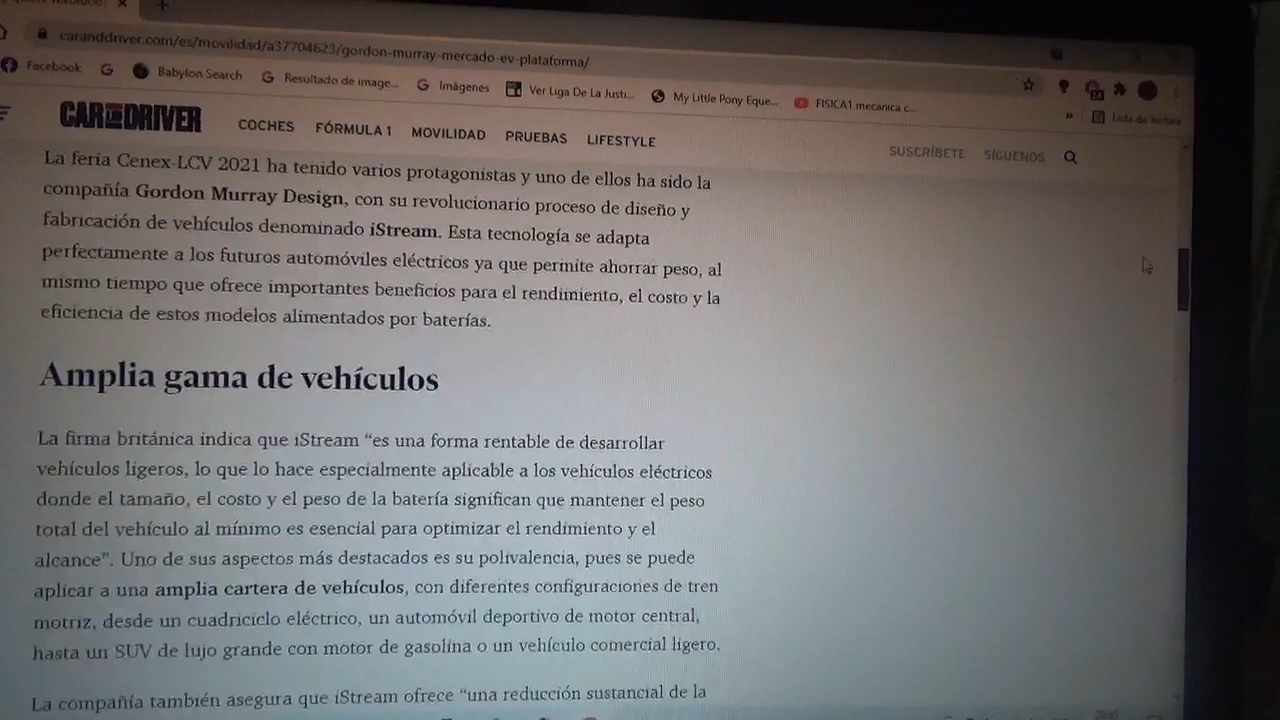 caranddriver.com/es/movilidad/a37704623/gordon-murray-mercado-ev-plataforma/
Facebook Babylon Search Resultado de image... Imágenes Ver Liga De La Justi... My Little Pony Eque... FISICA1 mecanica c...
» Lista de lectura
CAR AND DRIVER COCHES FÓRMULA 1 MOVILIDAD PRUEBAS LIFESTYLE SUSCRÍBETE SÍGUENOS
La feria Cenex-LCV 2021 ha tenido varios protagonistas y uno de ellos ha sido la
compañía Gordon Murray Design, con su revolucionario proceso de diseño y
fabricación de vehículos denominado iStream. Esta tecnología se adapta
perfectamente a los futuros automóviles eléctricos ya que permite ahorrar peso, al
mismo tiempo que ofrece importantes beneficios para el rendimiento, el costo y la
eficiencia de estos modelos alimentados por baterías.
Amplia gama de vehículos
La firma británica indica que iStream “es una forma rentable de desarrollar
vehículos ligeros, lo que lo hace especialmente aplicable a los vehículos eléctricos
donde el tamaño, el costo y el peso de la batería significan que mantener el peso
total del vehículo al mínimo es esencial para optimizar el rendimiento y el
alcance”. Uno de sus aspectos más destacados es su polivalencia, pues se puede
aplicar a una amplia cartera de vehículos, con diferentes configuraciones de tren
motriz, desde un cuadriciclo eléctrico, un automóvil deportivo de motor central,
hasta un SUV de lujo grande con motor de gasolina o un vehículo comercial ligero.
La compañía también asegura que iStream ofrece “una reducción sustancial de la